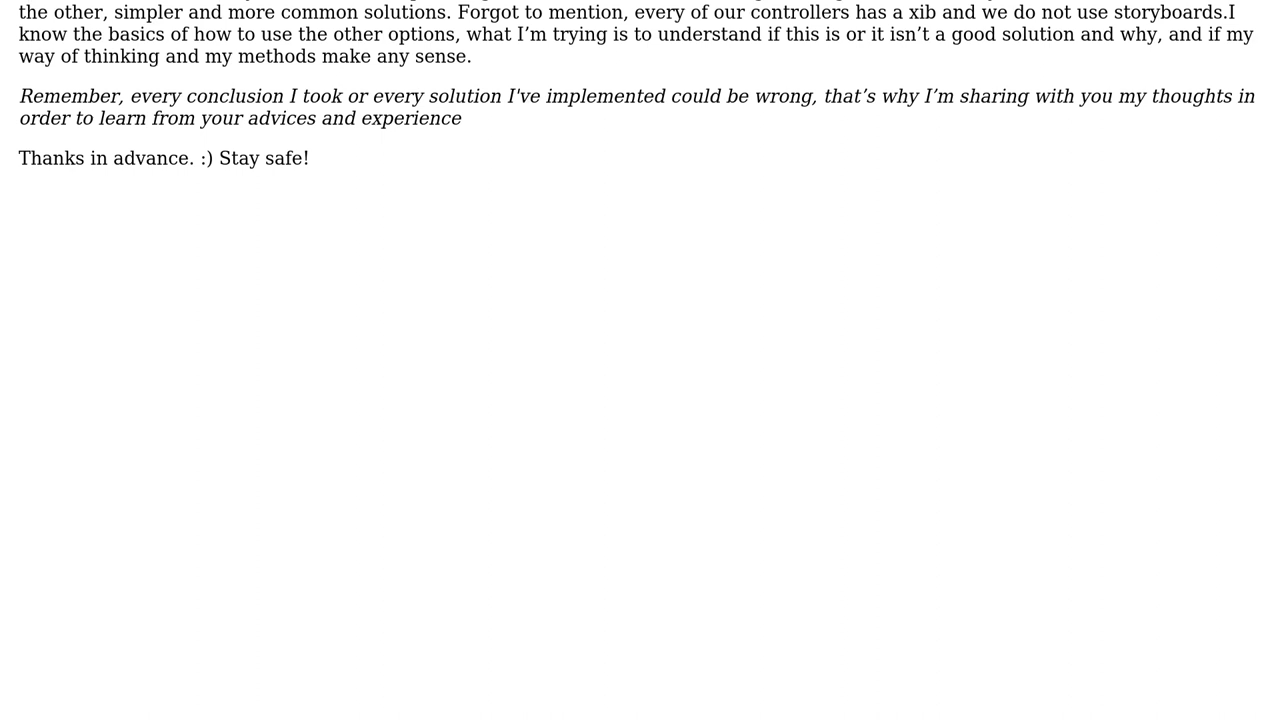 the other, simpler and more common solutions. Forgot to mention, every of our controllers has a xib and we do not use storyboards.I
know the basics of how to use the other options, what I’m trying is to understand if this is or it isn’t a good solution and why, and if my
way of thinking and my methods make any sense.
Remember, every conclusion I took or every solution I've implemented could be wrong, that’s why I’m sharing with you my thoughts in
order to learn from your advices and experience
Thanks in advance. :) Stay safe!